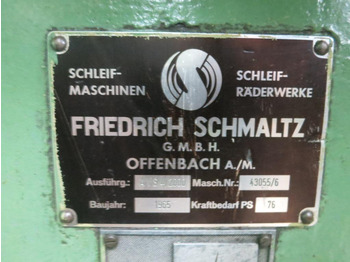 SCHLEIF- SCHLEIF-
MASCHINEN RÄDERWERKE
FRIEDRICH SCHMALTZ
G.M.B.H.
OFFENBACH A./M.
Ausführg.: Masch.Nr.: 43055/6
Baujahr: 1965 Kraftbedarf PS 76